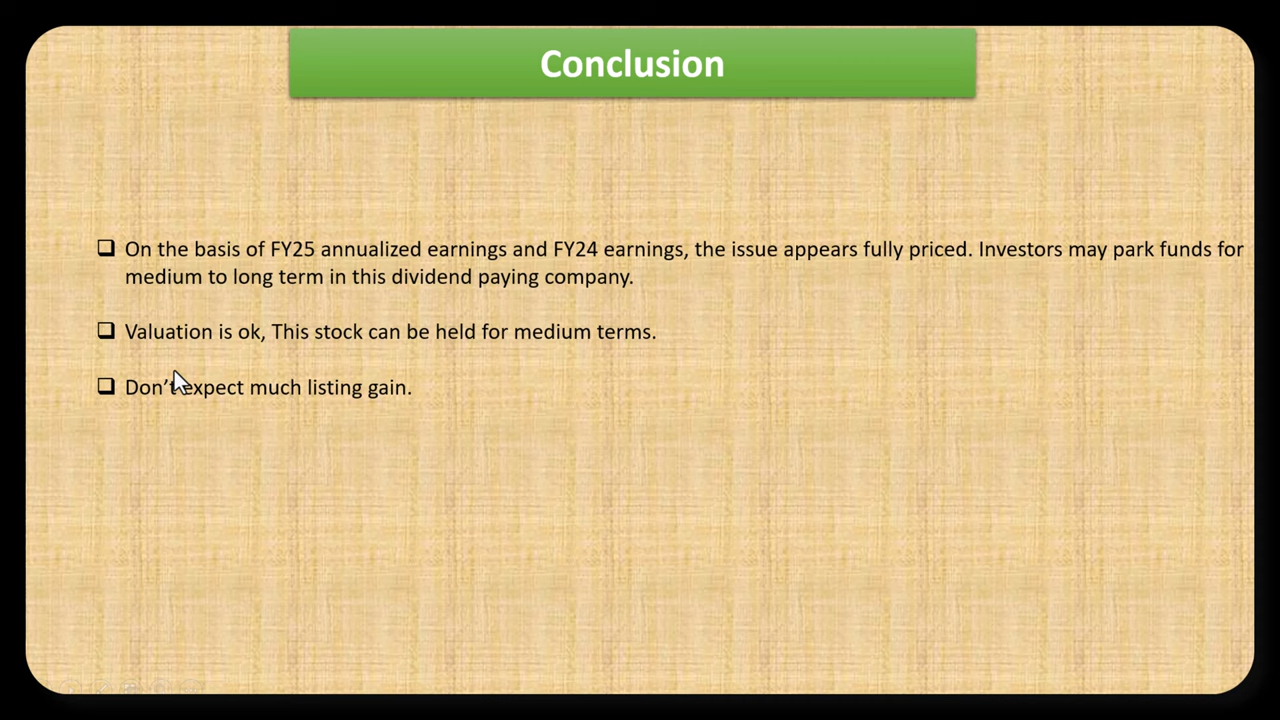 Conclusion
On the basis of FY25 annualized earnings and FY24 earnings, the issue appears fully priced. Investors may park funds for
medium to long term in this dividend paying company.
Valuation is ok, This stock can be held for medium terms.
Don't expect much listing gain.